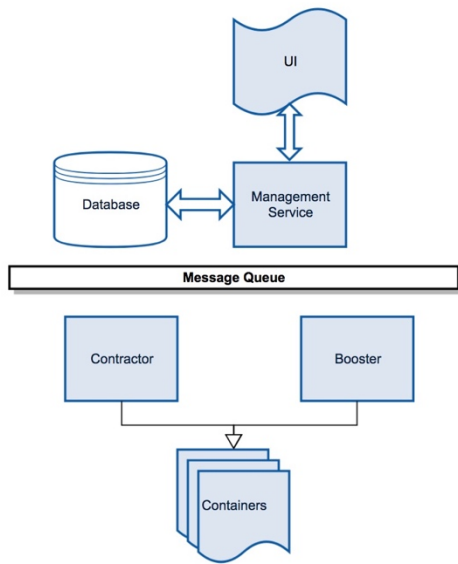 UI
Database
Management
Service
Message Queue
Contractor
Booster
Containers